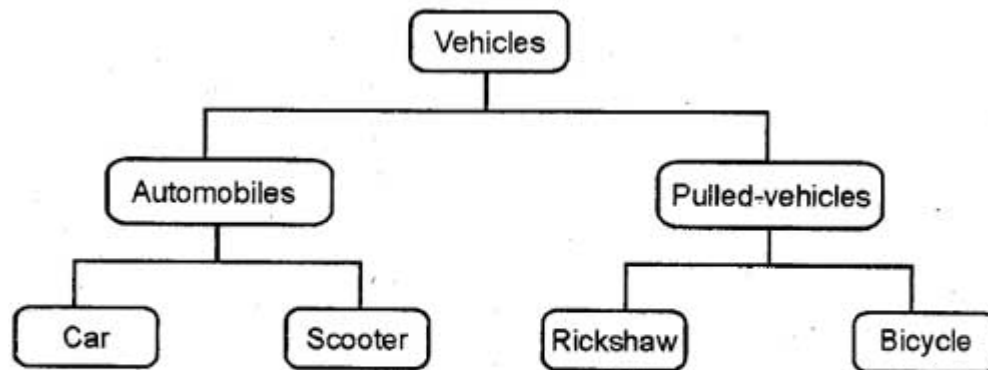 Vehicles
Automobiles
Pulled-vehicles
Car
Scooter
Rickshaw
Bicycle